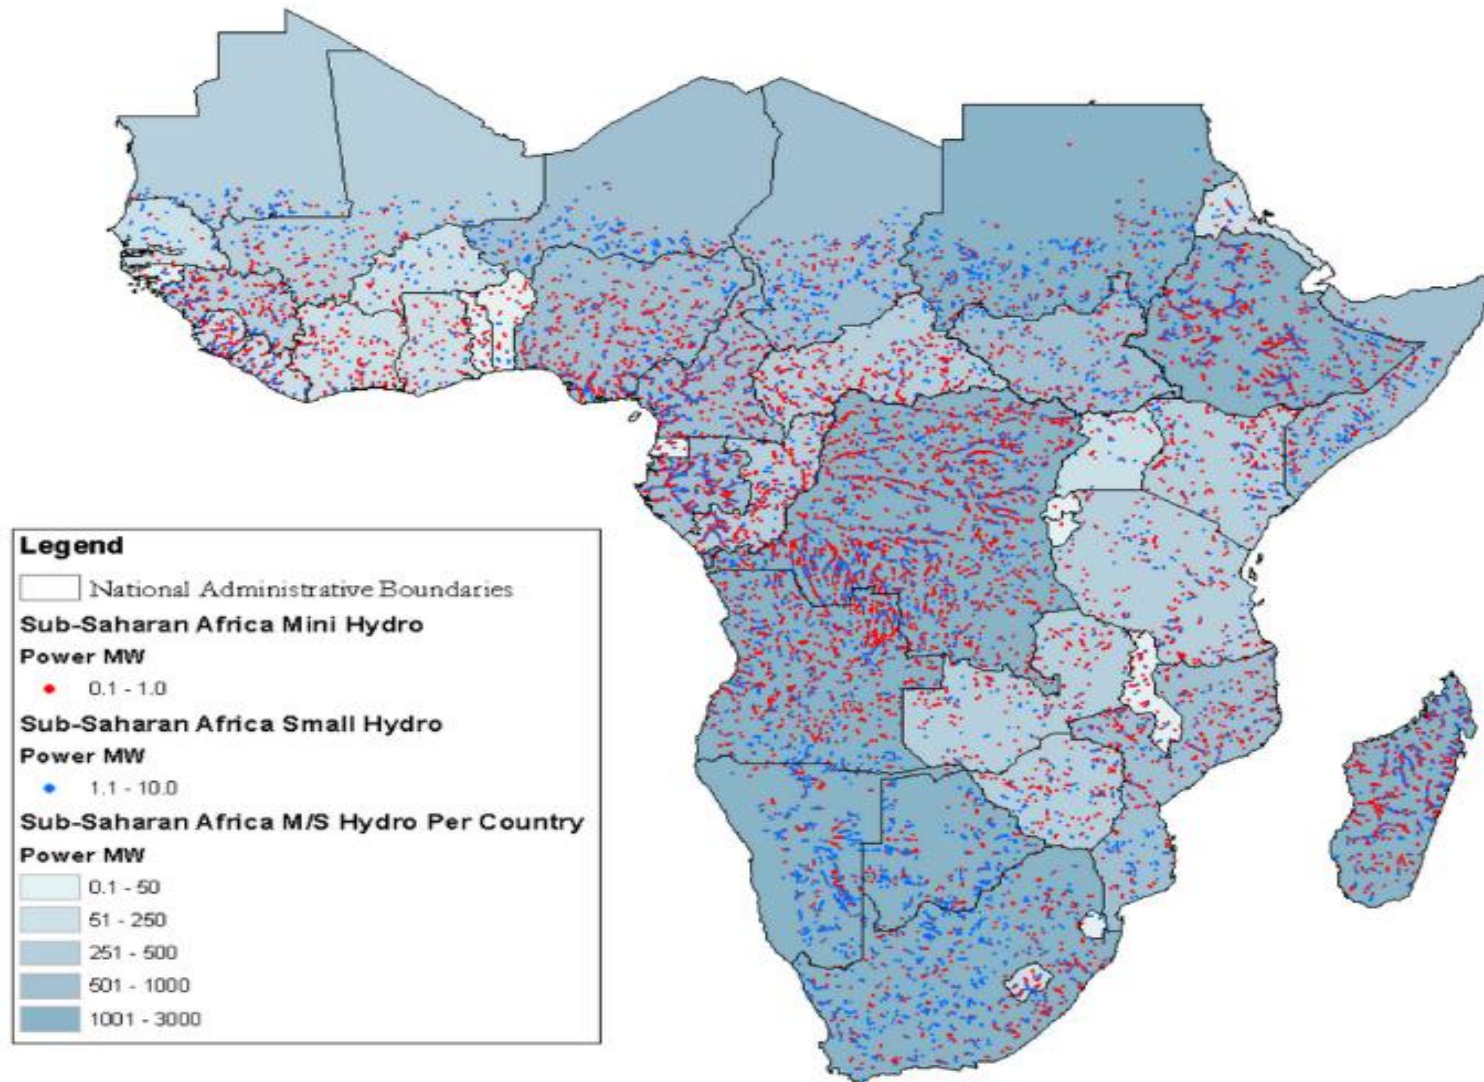 Legend
National Administrative Boundaries
Sub-Saharan Africa Mini Hydro
Power MW
0.1 - 1.0
Sub-Saharan Africa Small Hydro
Power MW
1.1 - 10.0
Sub-Saharan Africa M/S Hydro Per Country
Power MW
0.1 - 50
51 - 250
251 - 500
501 - 1000
1001 - 3000